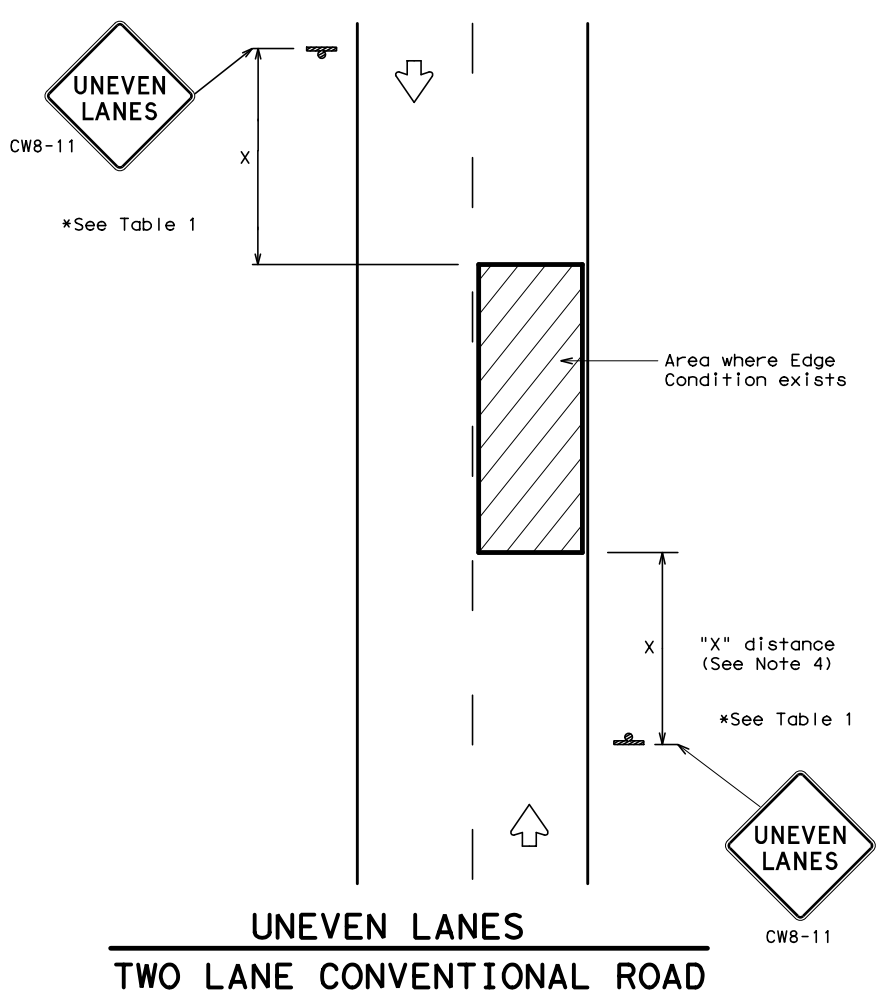 UNEVEN
LANES
CW8-11
X
*See Table 1
Area where Edge
Condition exists
X
"X" distance
(See Note 4)
*See Table 1
UNEVEN
LANES
CW8-11
UNEVEN LANES
TWO LANE CONVENTIONAL ROAD